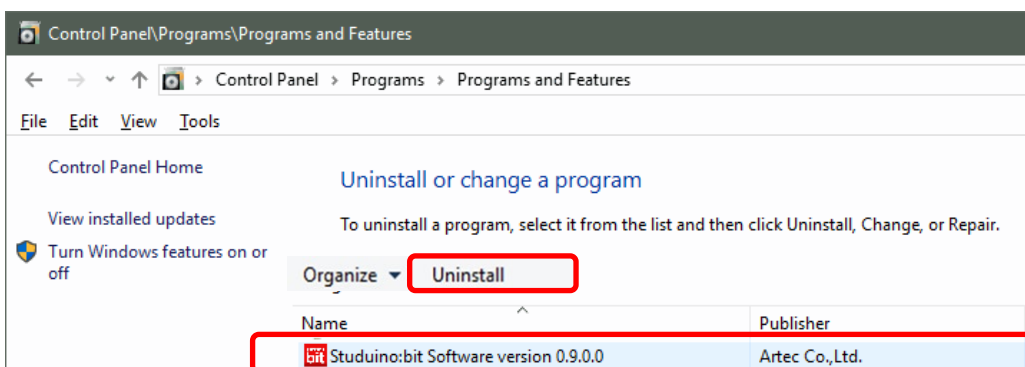 Control Panel\Programs\Programs and Features
Control Panel > Programs > Programs and Features
File Edit View Tools
Control Panel Home
Uninstall or change a program
View installed updates
To uninstall a program, select it from the list and then click Uninstall, Change, or Repair.
Turn Windows features on or
off
Organize Uninstall
Name Publisher
bit Studuino:bit Software version 0.9.0.0 Artec Co.,Ltd.